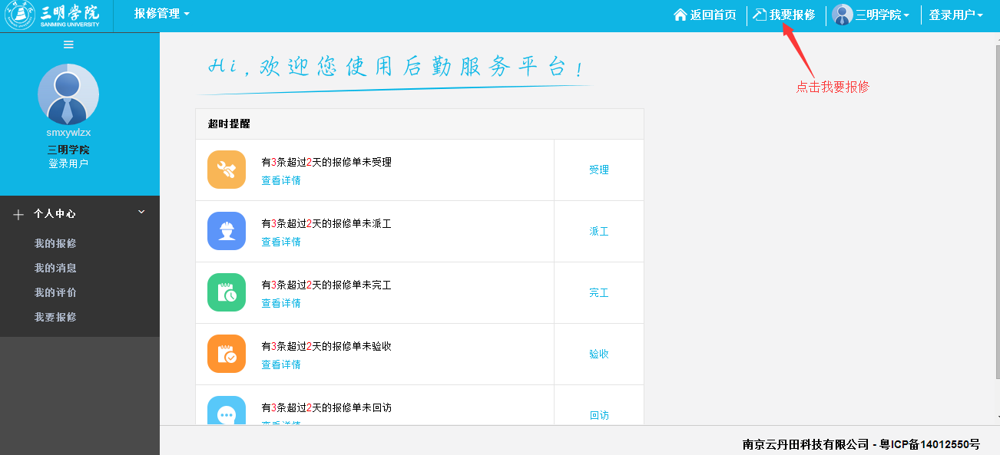 三明学院
SANMING UNIVERSITY
报修管理
返回首页
我要报修
三明学院
登录用户
点击我要报修
smxywlzx
三明学院
登录用户
个人中心
我的报修
我的消息
我的评价
我要报修
Hi,欢迎您使用后勤服务平台!
超时提醒
有3条超过2天的报修单未受理
查看详情
受理
有3条超过2天的报修单未派工
查看详情
派工
有3条超过2天的报修单未完工
查看详情
完工
有3条超过2天的报修单未验收
查看详情
验收
有3条超过2天的报修单未回访
查看详情
回访
南京云丹田科技有限公司 - 粤ICP备14012550号